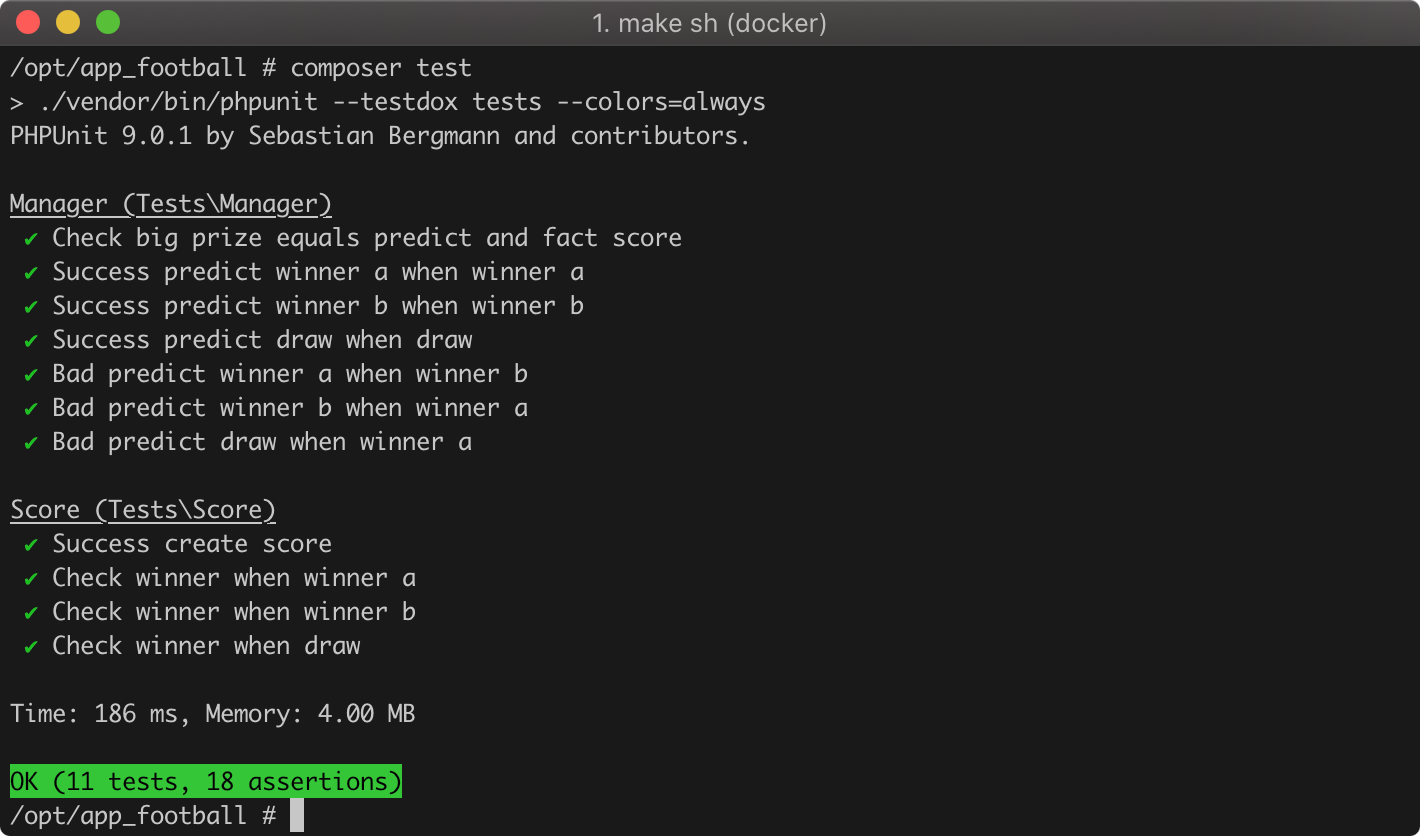 1. make sh (docker)
/opt/app_football # composer test
> ./vendor/bin/phpunit --testdox tests --colors=always
PHPUnit 9.0.1 by Sebastian Bergmann and contributors.
Manager (Tests\Manager)
✔ Check big prize equals predict and fact score
✔ Success predict winner a when winner a
✔ Success predict winner b when winner b
✔ Success predict draw when draw
✔ Bad predict winner a when winner b
✔ Bad predict winner b when winner a
✔ Bad predict draw when winner a
Score (Tests\Score)
✔ Success create score
✔ Check winner when winner a
✔ Check winner when winner b
✔ Check winner when draw
Time: 186 ms, Memory: 4.00 MB
OK (11 tests, 18 assertions)
/opt/app_football #